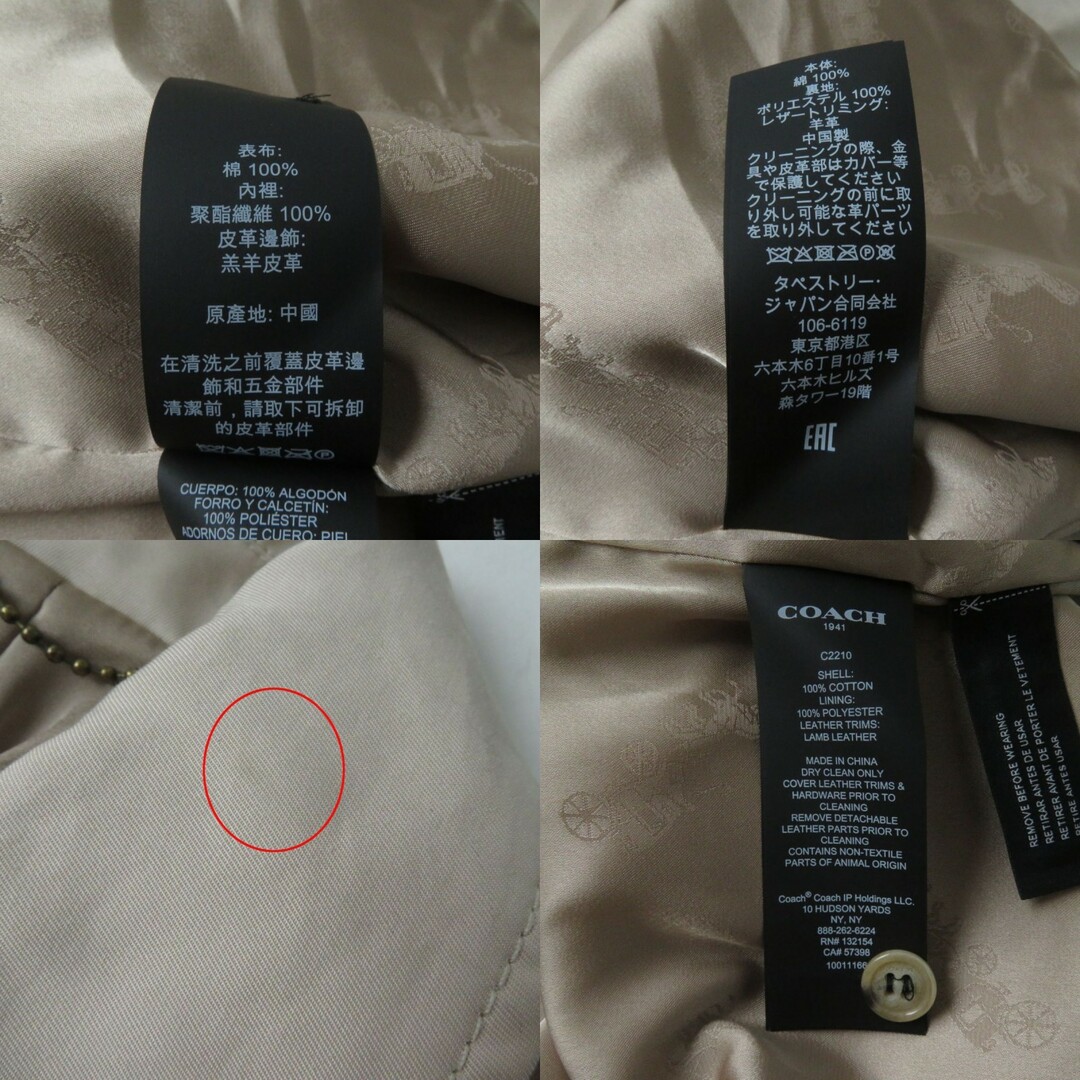 表布:
棉 100%
內裡:
聚酯纖維 100%
皮革邊飾:
羔羊皮革
原產地: 中國
在清洗之前覆蓋皮革邊
飾和五金部件
清潔前，請取下可拆卸
的皮革部件
CUERPO: 100% ALGODÓN
FORRO Y CALCETÍN:
100% POLIÉSTER
ADORNOS DE CUERO: PIEL
本体:
綿 100%
裏地:
ポリエステル 100%
レザートリミング:
羊革
中国製
クリーニングの際、金
具や皮革部はカバー等
で保護してください
クリーニングの前に取
り外し可能な革パーツ
を取り外してください
タペストリー・
ジャパン合同会社
106-6119
東京都港区
六本木6丁目10番1号
六本木ヒルズ
森タワー19階
EAC
COACH
1941
C2210
SHELL:
100% COTTON
LINING:
100% POLYESTER
LEATHER TRIMS:
LAMB LEATHER
MADE IN CHINA
DRY CLEAN ONLY
COVER LEATHER TRIMS &
HARDWARE PRIOR TO
CLEANING
REMOVE DETACHABLE
LEATHER PARTS PRIOR TO
CLEANING
CONTAINS NON-TEXTILE
PARTS OF ANIMAL ORIGIN
Coach® Coach IP Holdings LLC.
10 HUDSON YARDS
NY, NY
888-262-6224
RN# 132154
CA# 57398
10011166
REMOVE BEFORE WEARING
RETIRAR ANTES DE USAR
RETIRER AVANT DE PORTER LE VETEMENT
RETIRE ANTES USAR